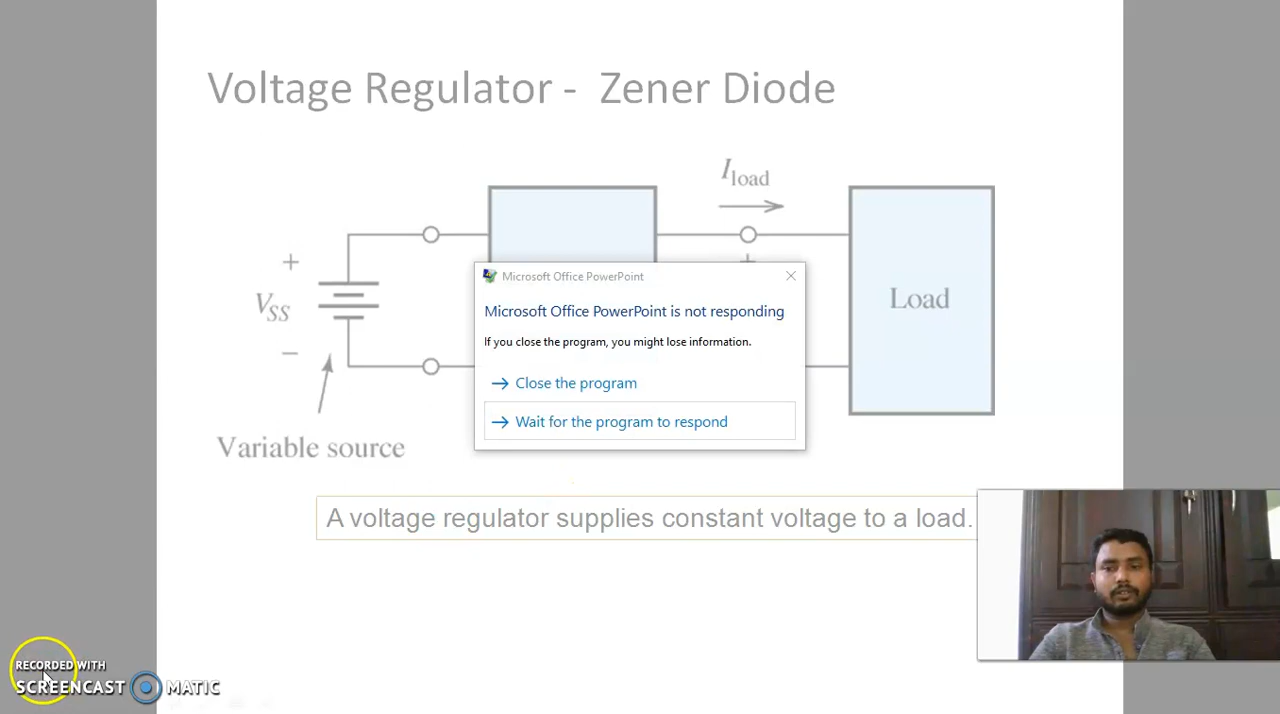 Voltage Regulator - Zener Diode
I load
+
+
V SS
−
Load
Variable source
Microsoft Office PowerPoint
Microsoft Office PowerPoint is not responding
If you close the program, you might lose information.
Close the program
Wait for the program to respond
A voltage regulator supplies constant voltage to a load.
RECORDED WITH
SCREENCAST MATIC